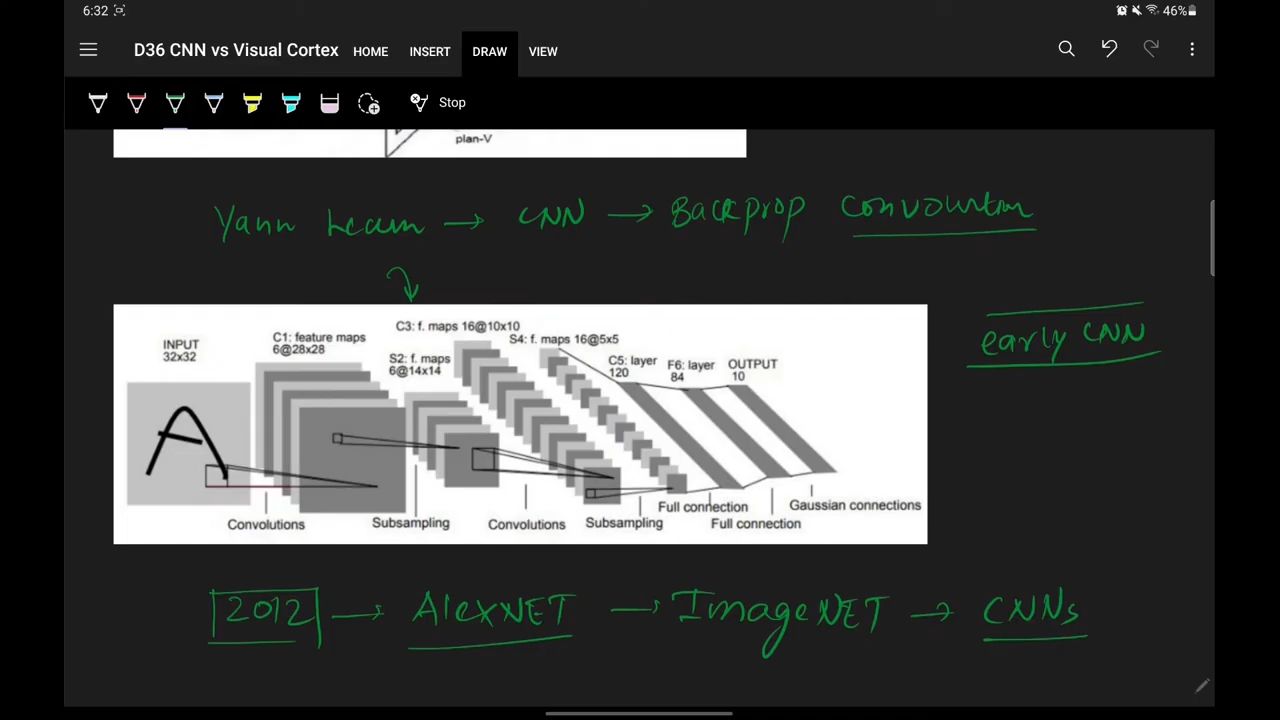 6:32
46%
D36 CNN vs Visual Cortex HOME INSERT DRAW VIEW
Stop
plan-V
Yann Lecun → CNN → Backprop Convolution
early CNN
INPUT
32x32
C1: feature maps
6@28x28
C3: f. maps 16@10x10
S2: f. maps
6@14x14
S4: f. maps 16@5x5
C5: layer
120
F6: layer
84
OUTPUT
10
Convolutions
Subsampling
Convolutions
Subsampling
Full connection
Full connection
Gaussian connections
2012 → AlexNET → ImageNET → CNNs